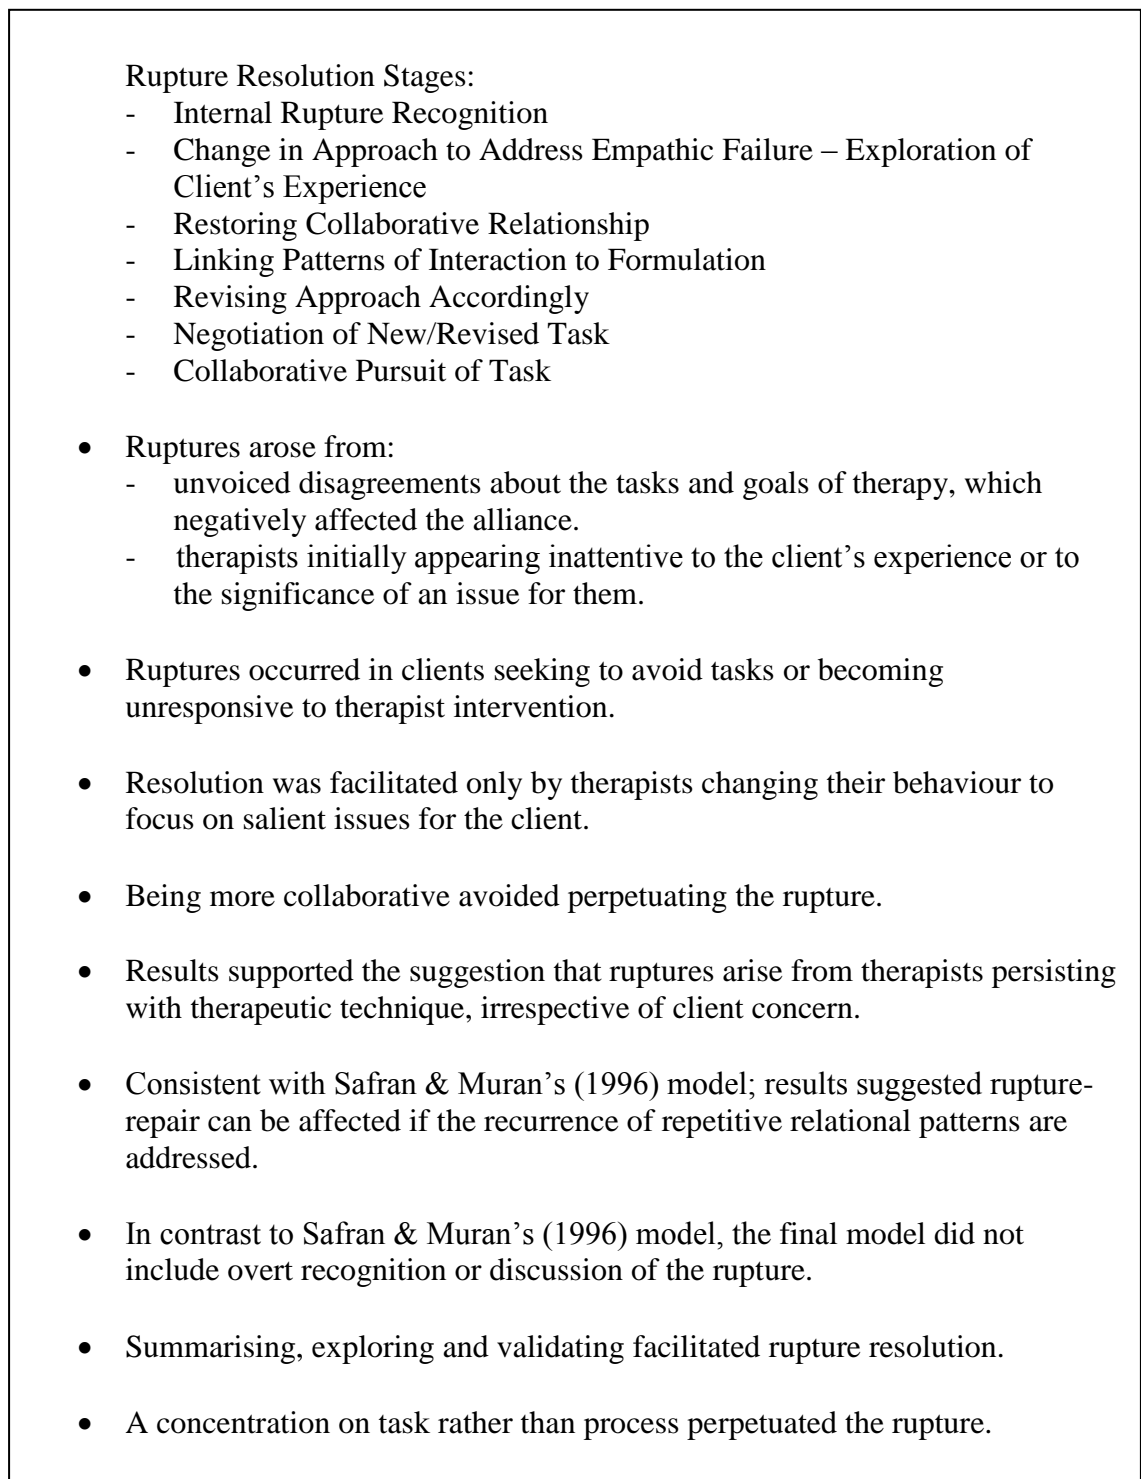 Rupture Resolution Stages:
- Internal Rupture Recognition
- Change in Approach to Address Empathic Failure – Exploration of
Client’s Experience
- Restoring Collaborative Relationship
- Linking Patterns of Interaction to Formulation
- Revising Approach Accordingly
- Negotiation of New/Revised Task
- Collaborative Pursuit of Task
• Ruptures arose from:
- unvoiced disagreements about the tasks and goals of therapy, which
negatively affected the alliance.
- therapists initially appearing inattentive to the client’s experience or to
the significance of an issue for them.
• Ruptures occurred in clients seeking to avoid tasks or becoming
unresponsive to therapist intervention.
• Resolution was facilitated only by therapists changing their behaviour to
focus on salient issues for the client.
• Being more collaborative avoided perpetuating the rupture.
• Results supported the suggestion that ruptures arise from therapists persisting
with therapeutic technique, irrespective of client concern.
• Consistent with Safran & Muran’s (1996) model; results suggested rupture-
repair can be affected if the recurrence of repetitive relational patterns are
addressed.
• In contrast to Safran & Muran’s (1996) model, the final model did not
include overt recognition or discussion of the rupture.
• Summarising, exploring and validating facilitated rupture resolution.
• A concentration on task rather than process perpetuated the rupture.